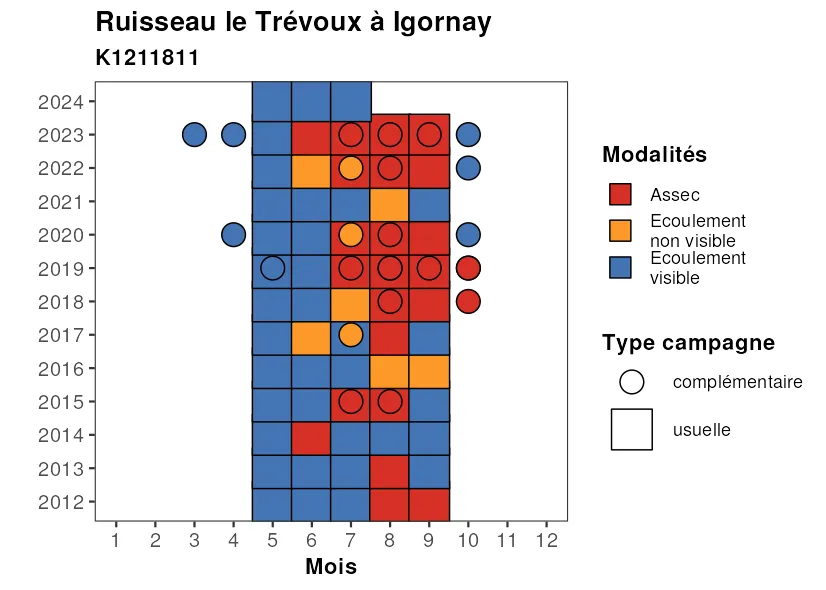 Ruisseau le Trévoux à Igornay
K1211811
2024
2023
2022
2021
2020
2019
2018
2017
2016
2015
2014
2013
2012
1 2 3 4 5 6 7 8 9 10 11 12
Mois
Modalités
Assec
Ecoulement
non visible
Ecoulement
visible
Type campagne
complémentaire
usuelle